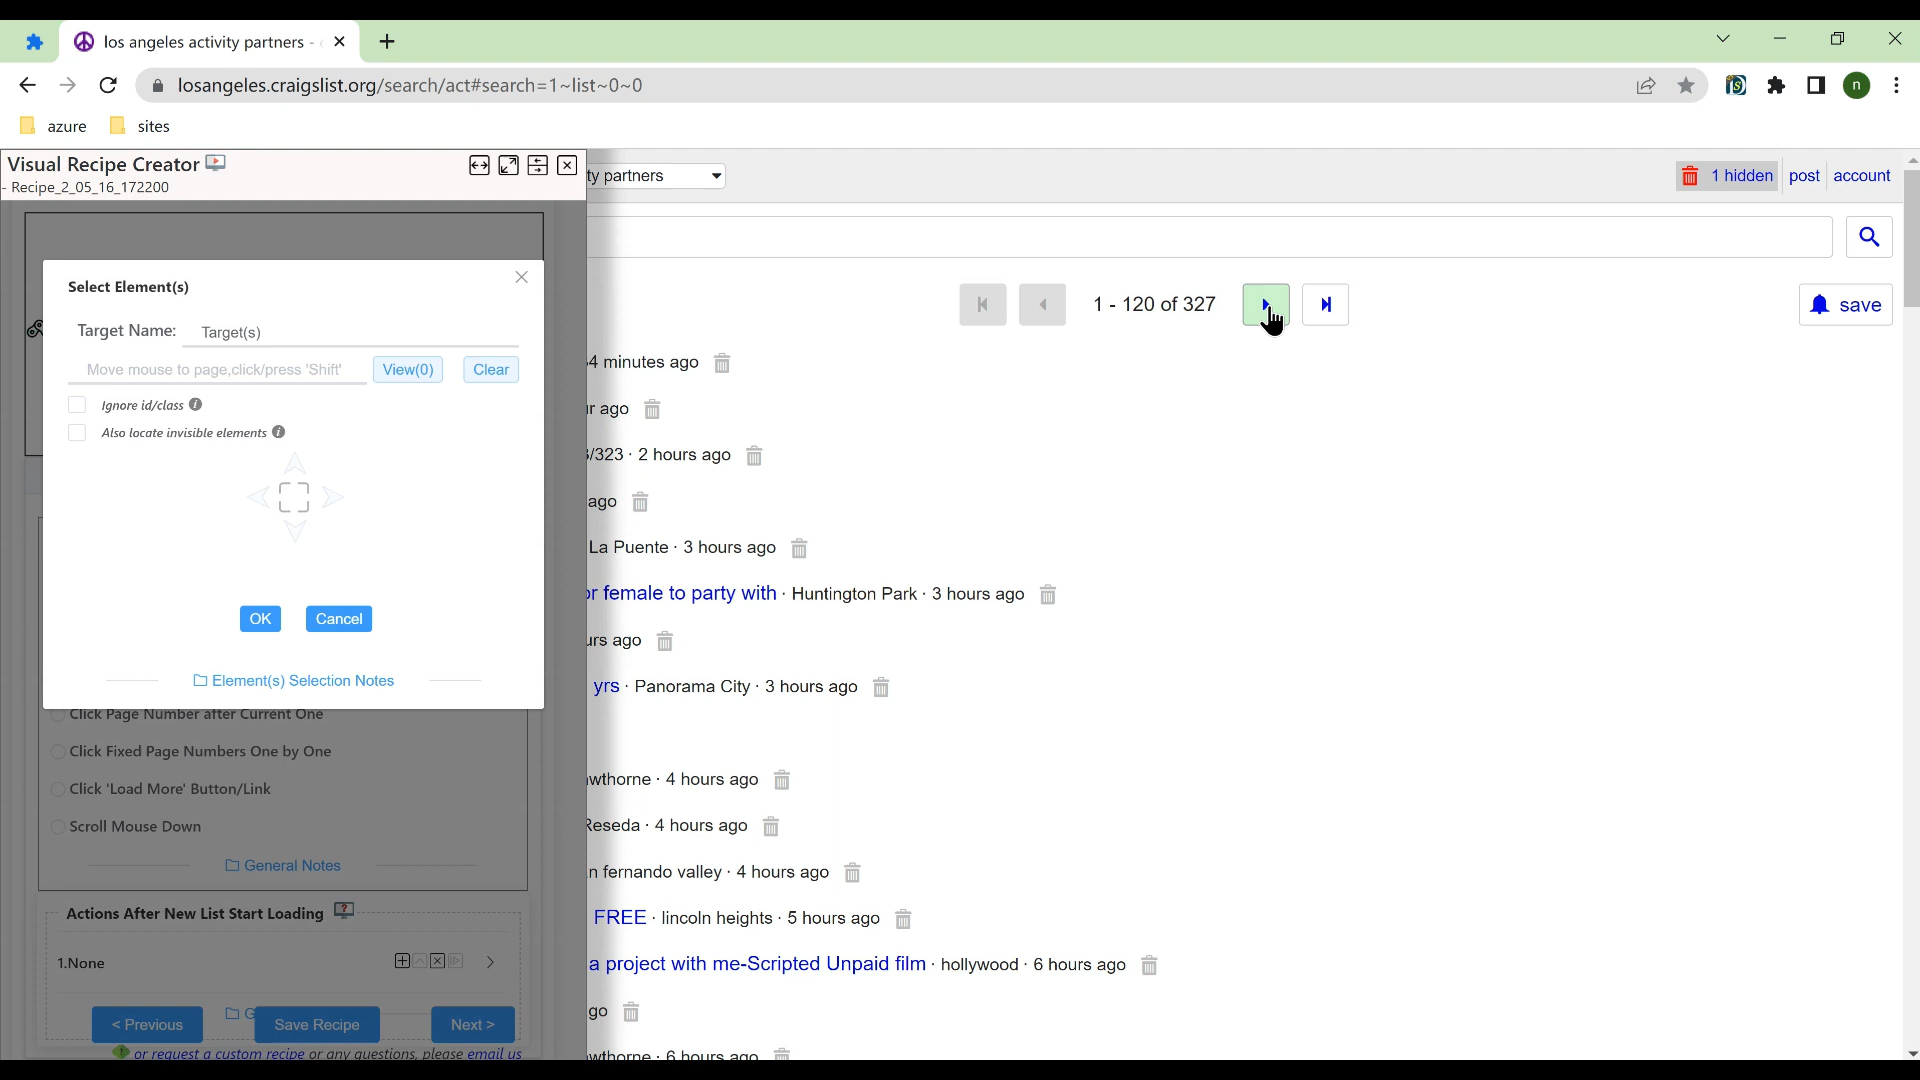 los angeles activity partners -
losangeles.craigslist.org/search/act#search=1~list~0~0
n
azure
sites
Visual Recipe Creator
- Recipe_2_05_16_172200
ty partners
1 hidden
post
account
Select Element(s)
Target Name:
Target(s)
Move mouse to page,click/press 'Shift'
View(0)
Clear
Ignore id/class
Also locate invisible elements
OK
Cancel
Element(s) Selection Notes
Click Page Number after Current One
Click Fixed Page Numbers One by One
Click 'Load More' Button/Link
Scroll Mouse Down
General Notes
Actions After New List Start Loading
1.None
< Previous
G
Save Recipe
Next >
or request a custom recipe or any questions, please email us
1 - 120 of 327
save
4 minutes ago
r ago
/323 · 2 hours ago
ago
La Puente · 3 hours ago
or female to party with · Huntington Park · 3 hours ago
urs ago
yrs · Panorama City · 3 hours ago
wthorne · 4 hours ago
Reseda · 4 hours ago
n fernando valley · 4 hours ago
FREE · lincoln heights · 5 hours ago
a project with me-Scripted Unpaid film · hollywood · 6 hours ago
go
wthorne · 6 hours ago